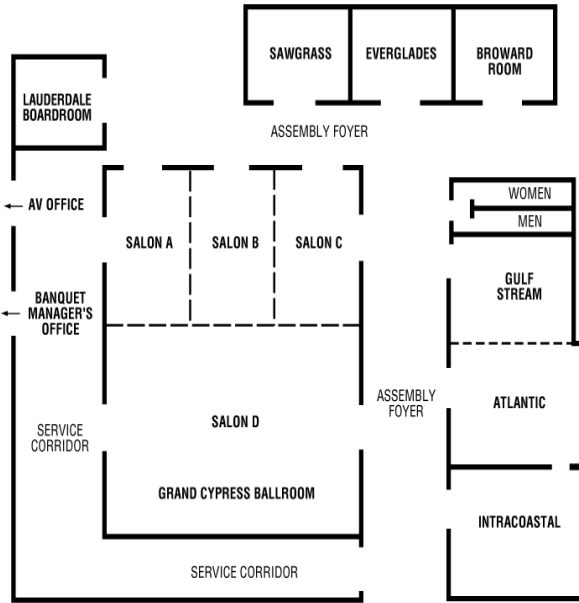 SAWGRASS
EVERGLADES
BROWARD
ROOM
LAUDERDALE
BOARDROOM
ASSEMBLY FOYER
WOMEN
MEN
AV OFFICE
SALON A
SALON B
SALON C
GULF
STREAM
BANQUET
MANAGER'S
OFFICE
ASSEMBLY
FOYER
ATLANTIC
SALON D
SERVICE
CORRIDOR
GRAND CYPRESS BALLROOM
INTRACOASTAL
SERVICE CORRIDOR